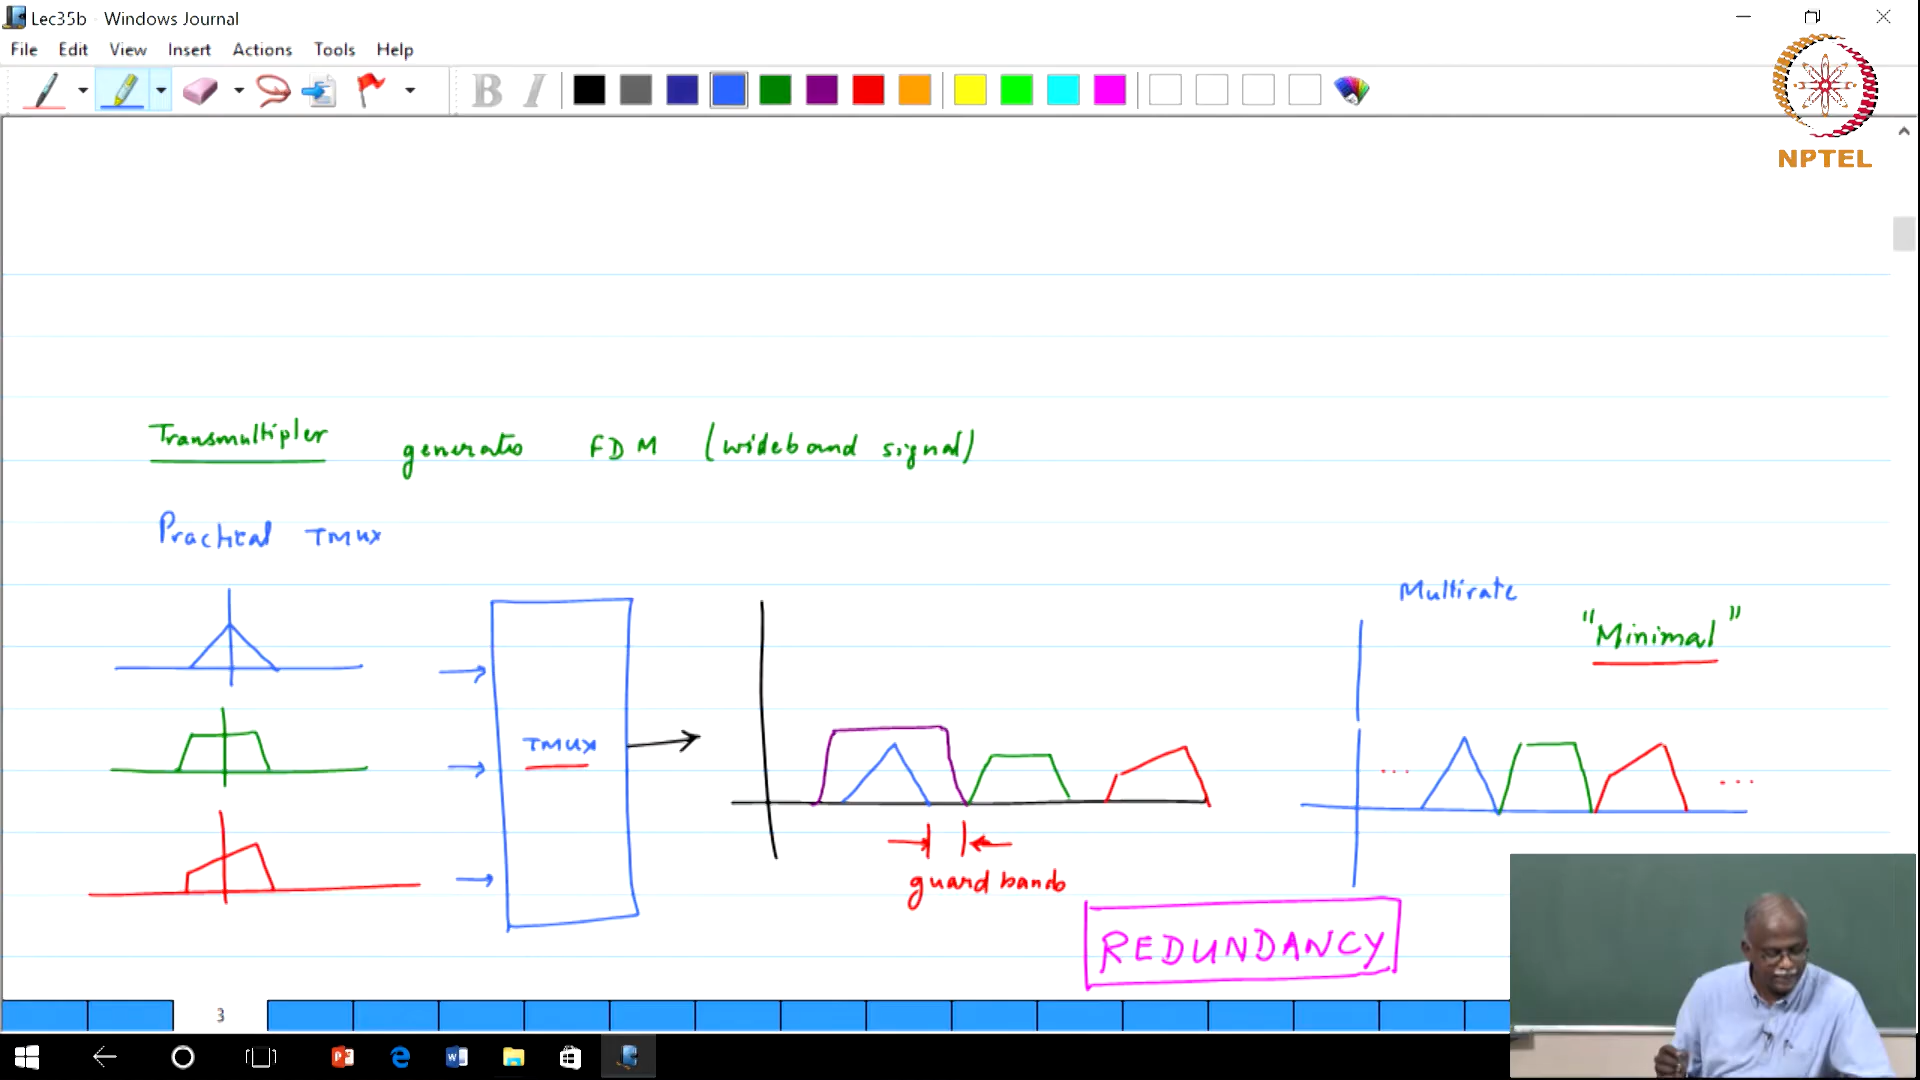 Lec35b - Windows Journal
File Edit View Insert Actions Tools Help
B I
NPTEL
Transmultipler generates FDM (wideband signal)
Practical TMUX
Multirate
"Minimal"
TMUX
guard bands
REDUNDANCY
3